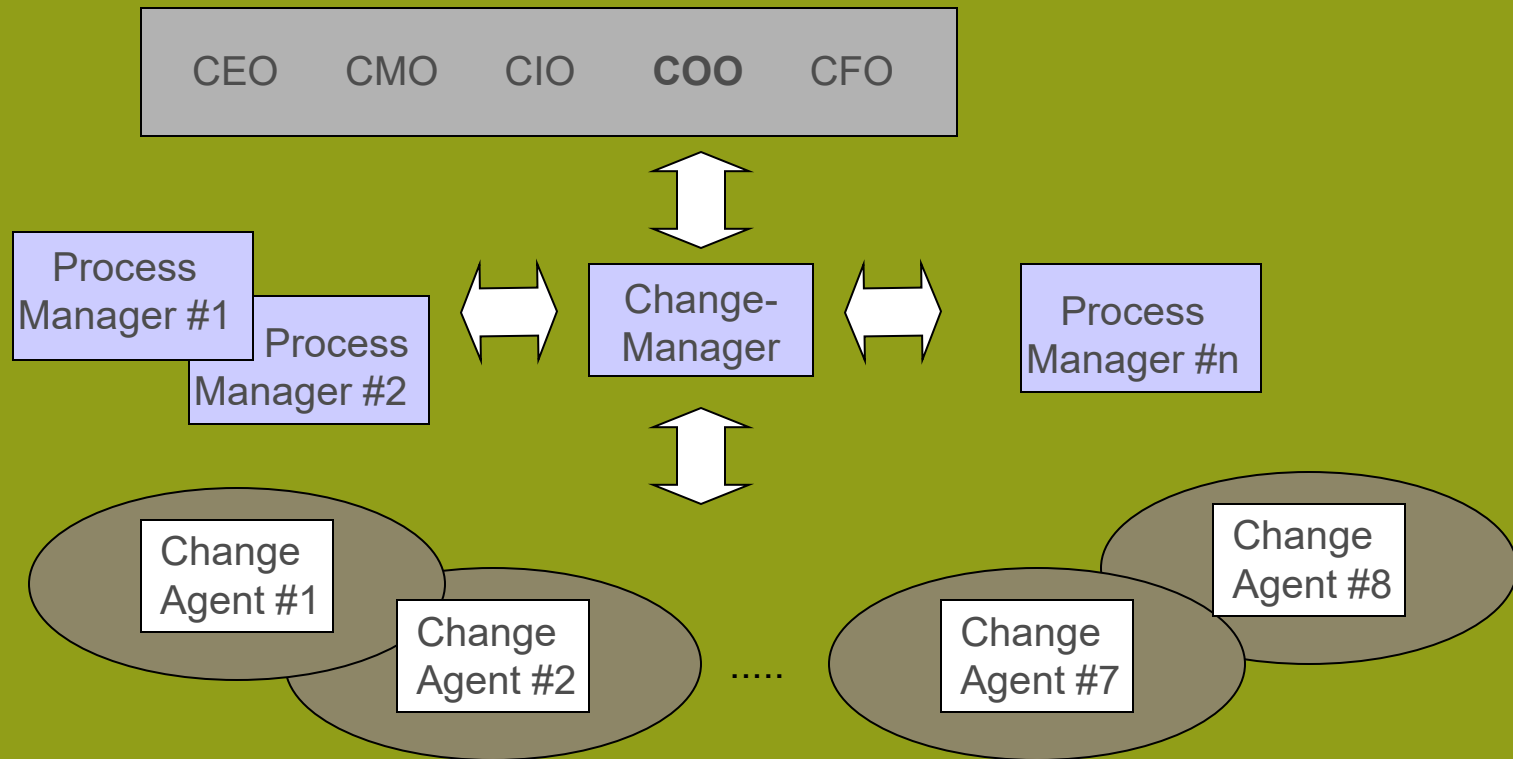 CEO CMO CIO COO CFO
Process
Manager #1
Process
Manager #2
Change-
Manager
Process
Manager #n
Change
Agent #1
Change
Agent #2
.....
Change
Agent #7
Change
Agent #8